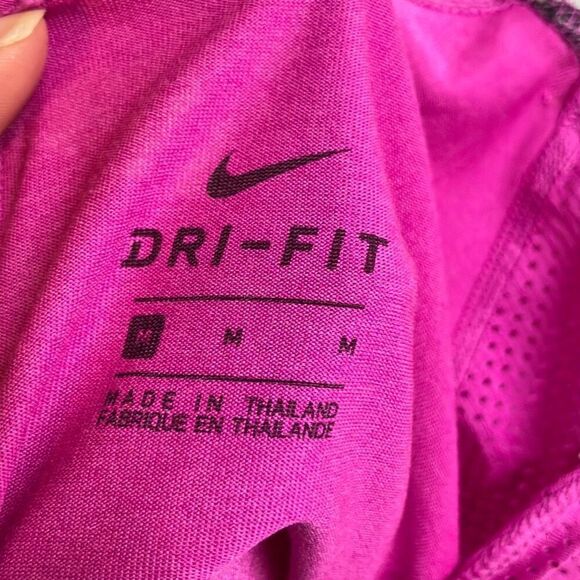 DRI-FIT
M M M
MADE IN THAILAND
FABRIQUE EN THAILANDE